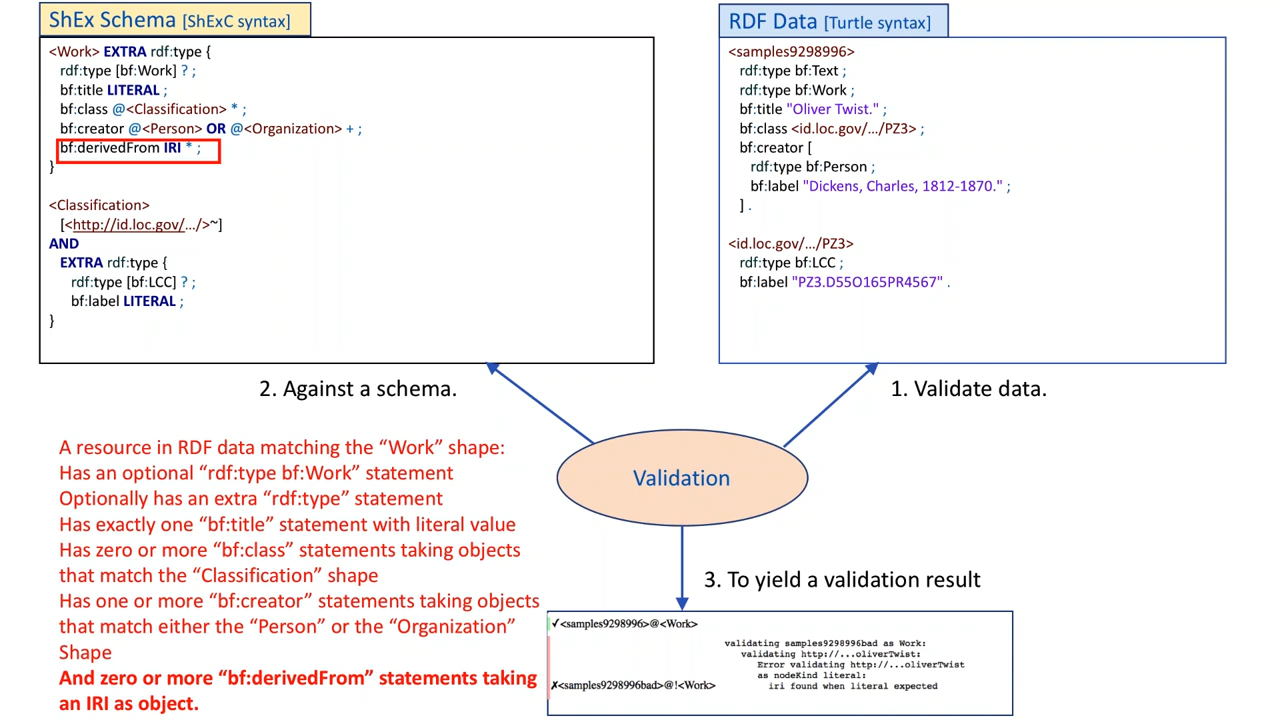 ShEx Schema [ShExC syntax]
<Work> EXTRA rdf:type {
rdf:type [bf:Work] ? ;
bf:title LITERAL ;
bf:class @<Classification> * ;
bf:creator @<Person> OR @<Organization> + ;
bf:derivedFrom IRI * ;
}
<Classification>
[<http://id.loc.gov/.../>~]
AND
EXTRA rdf:type {
rdf:type [bf:LCC] ? ;
bf:label LITERAL ;
}
RDF Data [Turtle syntax]
<samples9298996>
rdf:type bf:Text ;
rdf:type bf:Work ;
bf:title "Oliver Twist." ;
bf:class <id.loc.gov/.../PZ3> ;
bf:creator [
rdf:type bf:Person ;
bf:label "Dickens, Charles, 1812-1870." ;
] .
<id.loc.gov/.../PZ3>
rdf:type bf:LCC ;
bf:label "PZ3.D55O165PR4567" .
2. Against a schema.
1. Validate data.
Validation
A resource in RDF data matching the “Work” shape:
Has an optional “rdf:type bf:Work” statement
Optionally has an extra “rdf:type” statement
Has exactly one “bf:title” statement with literal value
Has zero or more “bf:class” statements taking objects
that match the “Classification” shape
Has one or more “bf:creator” statements taking objects
that match either the “Person” or the “Organization”
Shape
And zero or more “bf:derivedFrom” statements taking
an IRI as object.
3. To yield a validation result
✓<samples9298996>@<Work>
validating samples9298996bad as Work:
validating http://...oliverTwist:
Error validating http://...oliverTwist
as nodeKind literal:
iri found when literal expected
✗<samples9298996bad>@!<Work>